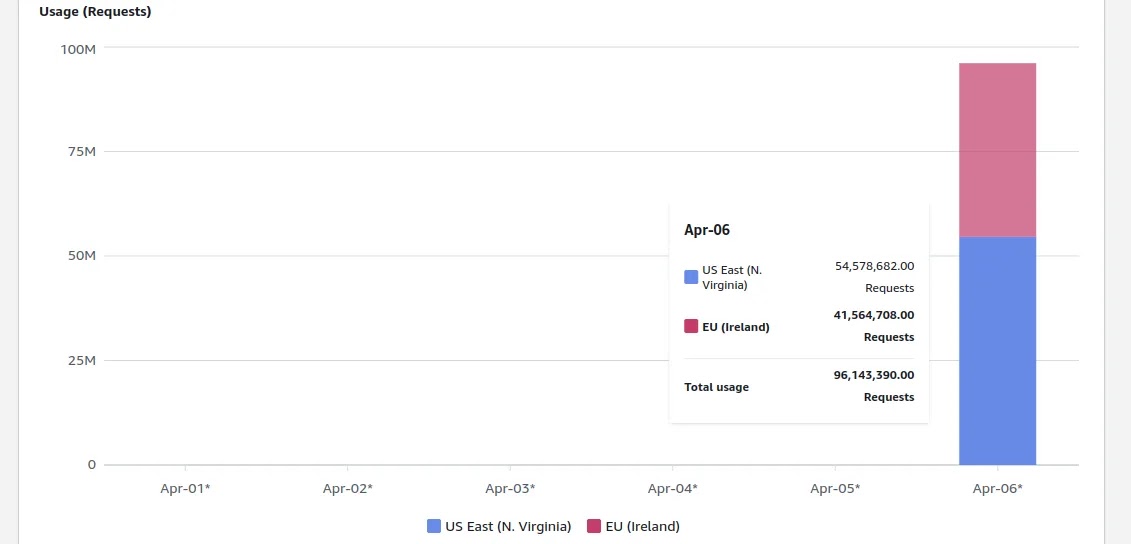 Usage (Requests)
100M
75M
50M
25M
0
Apr-06
US East (N.
Virginia)
54,578,682.00
Requests
EU (Ireland)
41,564,708.00
Requests
Total usage
96,143,390.00
Requests
Apr-01*
Apr-02*
Apr-03*
Apr-04*
Apr-05*
Apr-06*
US East (N. Virginia)
EU (Ireland)